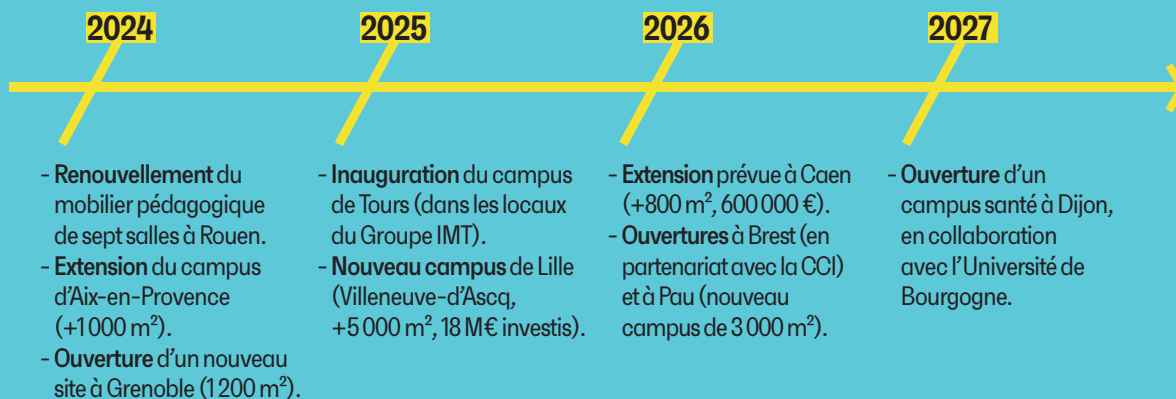 2024
- Renouvellement du
mobilier pédagogique
de sept salles à Rouen.
- Extension du campus
d'Aix-en-Provence
(+1 000 m²).
- Ouverture d'un nouveau
site à Grenoble (1 200 m²).
2025
- Inauguration du campus
de Tours (dans les locaux
du Groupe IMT).
- Nouveau campus de Lille
(Villeneuve-d'Ascq,
+5 000 m², 18 M€ investis).
2026
- Extension prévue à Caen
(+800 m², 600 000 €).
- Ouvertures à Brest (en
partenariat avec la CCI)
et à Pau (nouveau
campus de 3 000 m²).
2027
- Ouverture d'un
campus santé à Dijon,
en collaboration
avec l'Université de
Bourgogne.